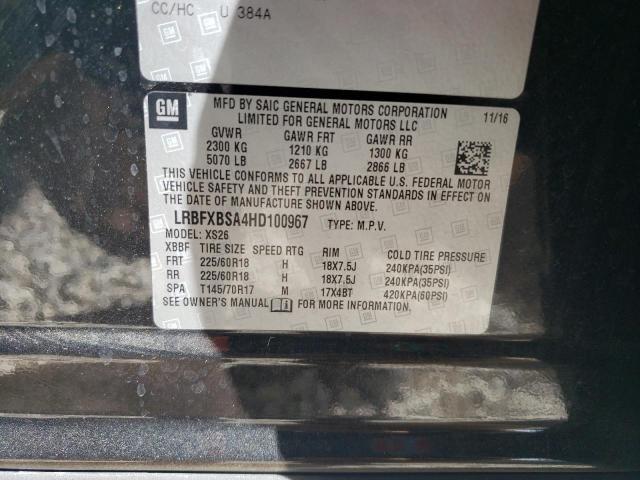 CC/HC U 384A
GM
MFD BY SAIC GENERAL MOTORS CORPORATION
LIMITED FOR GENERAL MOTORS LLC
11/16
GVWR GAWR FRT GAWR RR
2300 KG 1210 KG 1300 KG
5070 LB 2667 LB 2866 LB
THIS VEHICLE CONFORMS TO ALL APPLICABLE U.S. FEDERAL MOTOR
VEHICLE SAFETY AND THEFT PREVENTION STANDARDS IN EFFECT ON
THE DATE OF MANUFACTURE SHOWN ABOVE.
LRBFXBSA4HD100967 TYPE: M.P.V.
MODEL: XS26
XBBF TIRE SIZE SPEED RTG RIM COLD TIRE PRESSURE
FRT 225/60R18 H 18X7.5J 240KPA(35PSI)
RR 225/60R18 H 18X7.5J 240KPA(35PSI)
SPA T145/70R17 M 17X4BT 420KPA(60PSI)
SEE OWNER'S MANUAL FOR MORE INFORMATION.